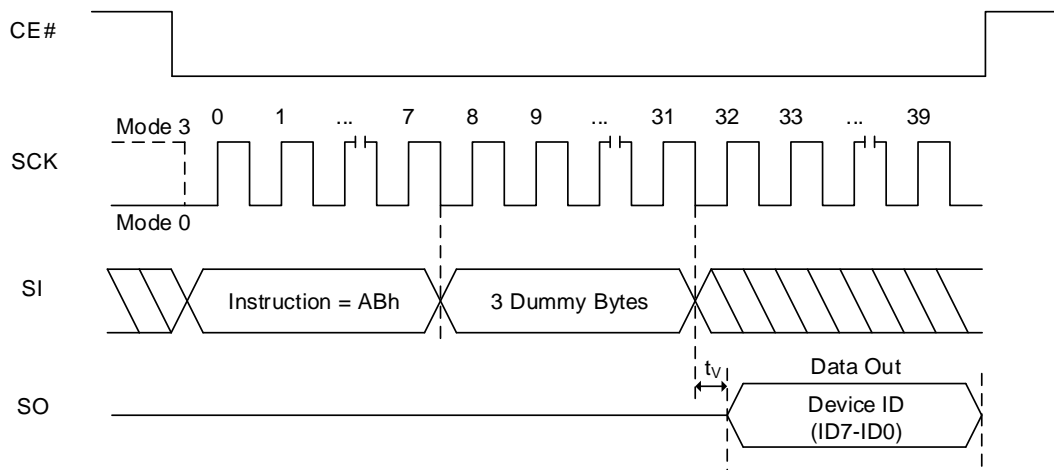 CE#
0 1 ... 7 8 9 ... 31 32 33 ... 39
Mode 3
SCK
Mode 0
SI
Instruction = ABh
3 Dummy Bytes
tV
Data Out
SO
Device ID
(ID7-ID0)